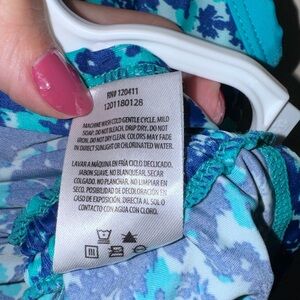 RN# 120411
1201180128
MACHINE WASH COLD GENTLE CYCLE. MILD
SOAP. DO NOT BLEACH. DRIP DRY. DO NOT
IRON. DO NOT DRY CLEAN. COLORS MAY FADE
IN DIRECT SUNLIGHT OR CHLORINATED WATER.
LAVAR A MÁQUINA EN FRÍA CICLO DELICADO.
JABON SUAVE. NO BLANQUEAR, SECAR
COLGADO. NO PLANCHAR, NO LIMPIAR EN
SECO. POSIBLE DE DECOLORACIÓN EN
CASO DE EXPOSICIÓN. DIRECTA AL SOL O
CONTACTO CON AGUA CON CLORO.